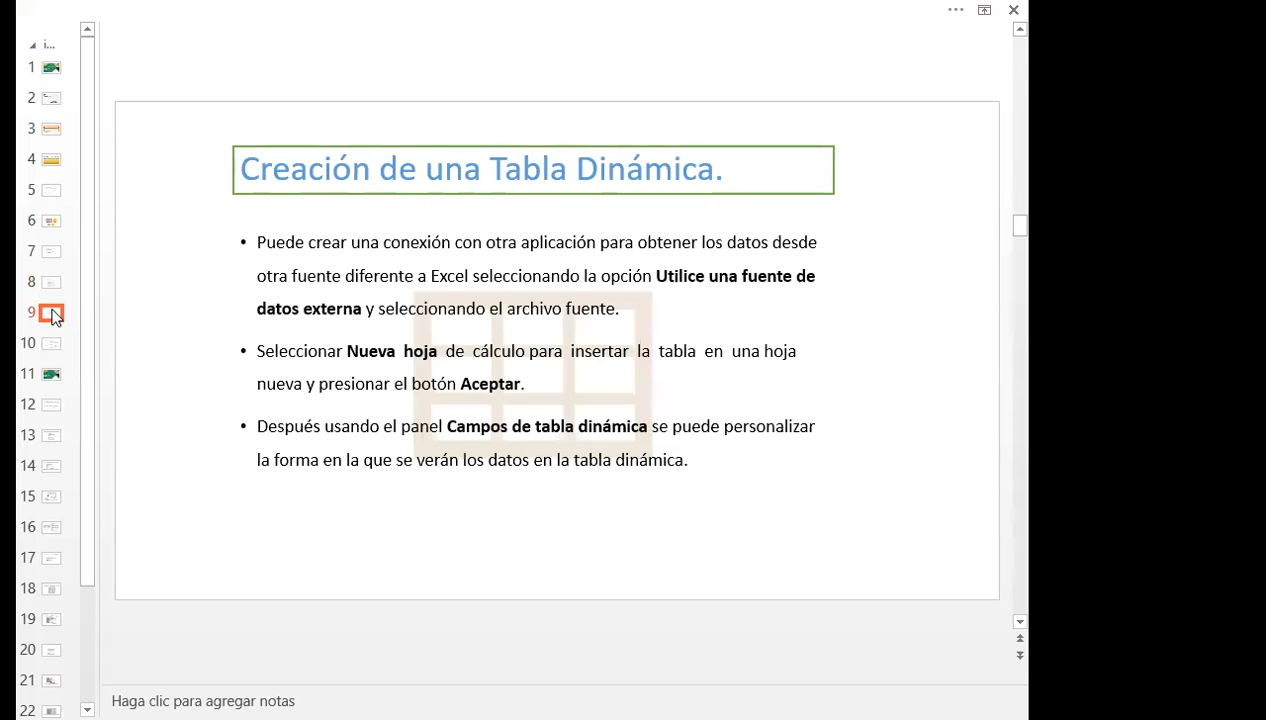 i...
1
2
3
4
5
6
7
8
9
10
11
12
13
14
15
16
17
18
19
20
21
22
Creación de una Tabla Dinámica.
• Puede crear una conexión con otra aplicación para obtener los datos desde
otra fuente diferente a Excel seleccionando la opción Utilice una fuente de
datos externa y seleccionando el archivo fuente.
• Seleccionar Nueva hoja de cálculo para insertar la tabla en una hoja
nueva y presionar el botón Aceptar.
• Después usando el panel Campos de tabla dinámica se puede personalizar
la forma en la que se verán los datos en la tabla dinámica.
Haga clic para agregar notas